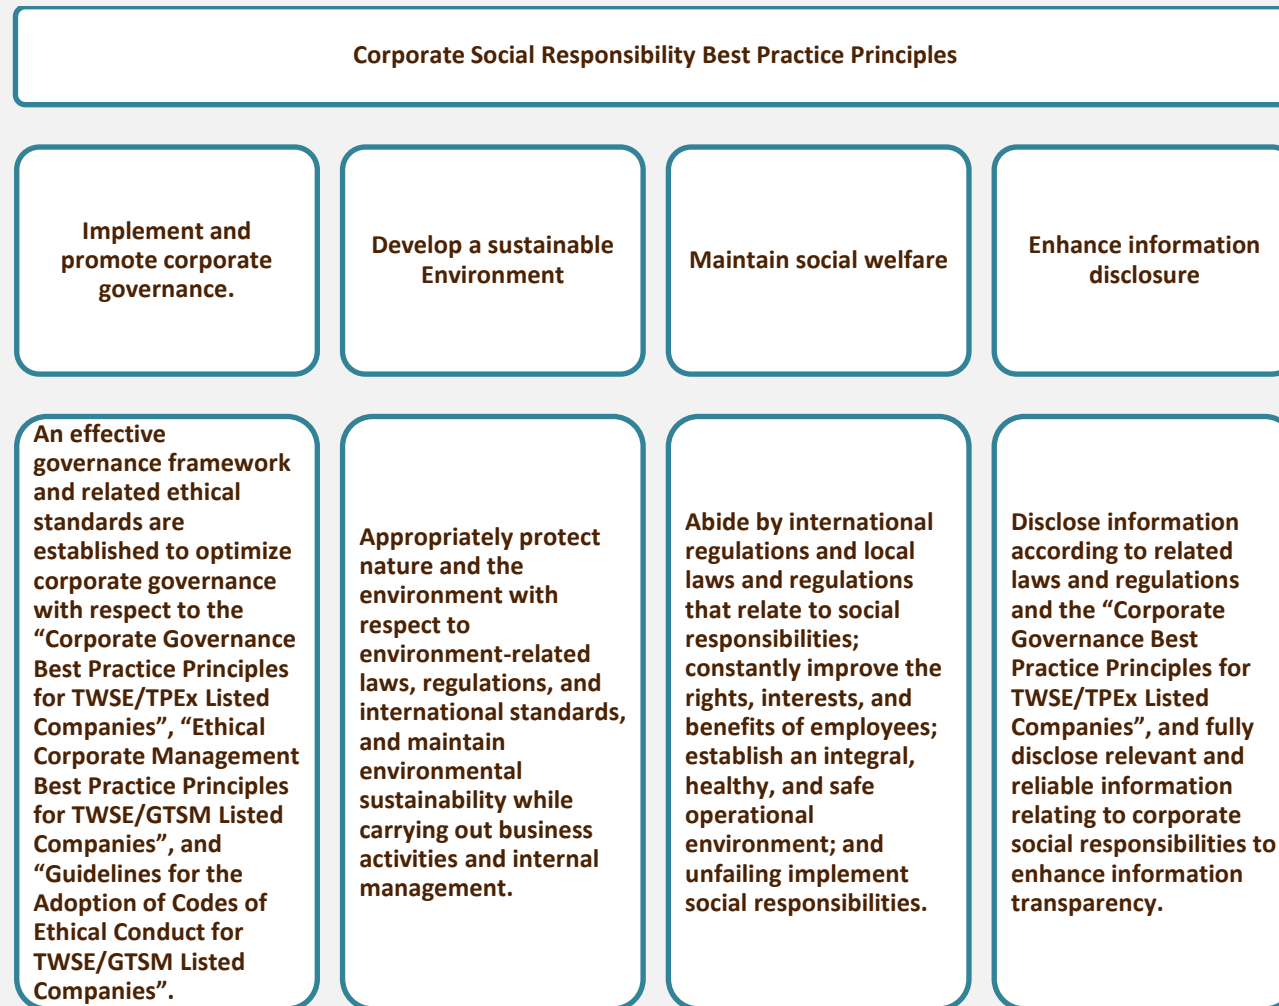 Corporate Social Responsibility Best Practice Principles
Implement and
promote corporate
governance.
Develop a sustainable
Environment
Maintain social welfare
Enhance information
disclosure
An effective
governance framework
and related ethical
standards are
established to optimize
corporate governance
with respect to the
“Corporate Governance
Best Practice Principles
for TWSE/TPEx Listed
Companies”, “Ethical
Corporate Management
Best Practice Principles
for TWSE/GTSM Listed
Companies”, and
“Guidelines for the
Adoption of Codes of
Ethical Conduct for
TWSE/GTSM Listed
Companies”.
Appropriately protect
nature and the
environment with
respect to
environment-related
laws, regulations, and
international standards,
and maintain
environmental
sustainability while
carrying out business
activities and internal
management.
Abide by international
regulations and local
laws and regulations
that relate to social
responsibilities;
constantly improve the
rights, interests, and
benefits of employees;
establish an integral,
healthy, and safe
operational
environment; and
unfailing implement
social responsibilities.
Disclose information
according to related
laws and regulations
and the “Corporate
Governance Best
Practice Principles for
TWSE/TPEx Listed
Companies”, and fully
disclose relevant and
reliable information
relating to corporate
social responsibilities to
enhance information
transparency.